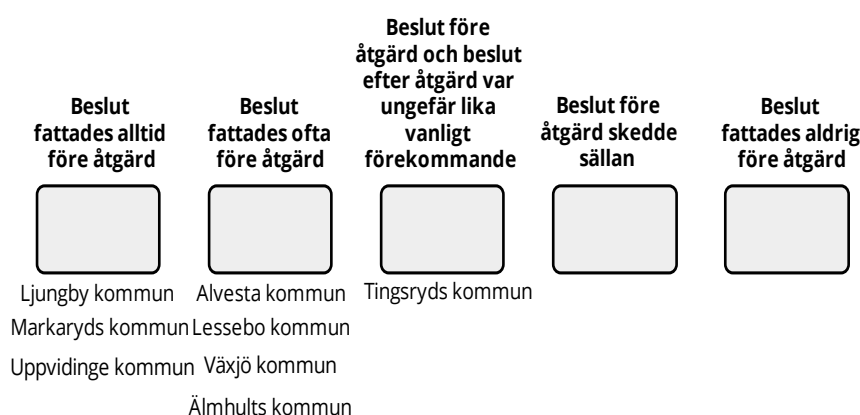 Beslut
fattades alltid
före åtgärd
Beslut
fattades ofta
före åtgärd
Beslut före
åtgärd och beslut
efter åtgärd var
ungefär lika
vanligt
förekommande
Beslut före
åtgärd skedde
sällan
Beslut
fattades aldrig
före åtgärd
Ljungby kommun
Markaryds kommun
Uppvidinge kommun
Alvesta kommun
Lessebo kommun
Växjö kommun
Älmhults kommun
Tingsryds kommun